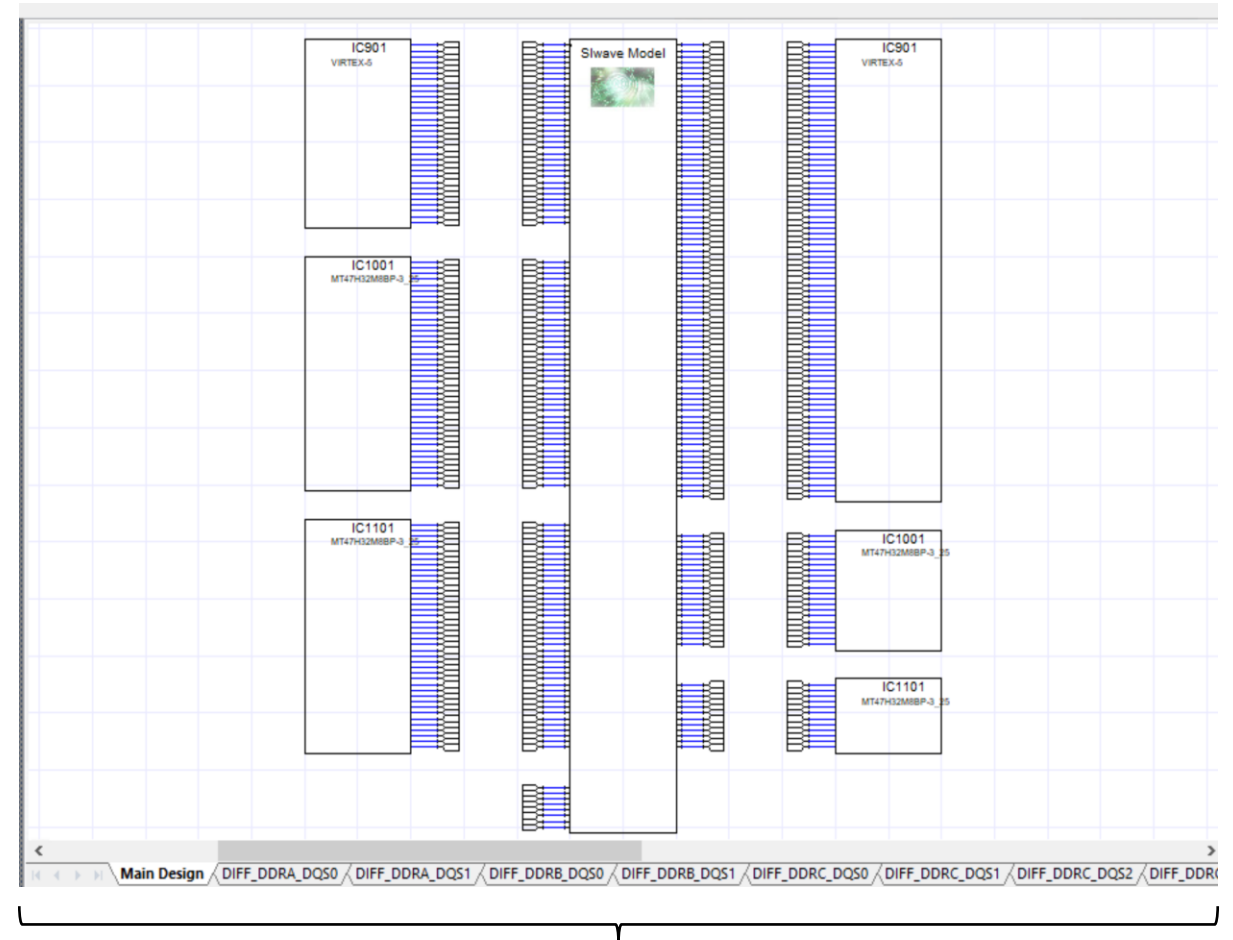 IC901
VIRTEX-5
SIwave Model
IC901
VIRTEX-5
IC1001
MT47H32M8BP-3_25
IC1101
MT47H32M8BP-3_25
IC1001
MT47H32M8BP-3_25
IC1101
MT47H32M8BP-3_25
Main Design DIFF_DDRA_DQS0 DIFF_DDRA_DQS1 DIFF_DDRB_DQS0 DIFF_DDRB_DQS1 DIFF_DDRC_DQS0 DIFF_DDRC_DQS1 DIFF_DDRC_DQS2